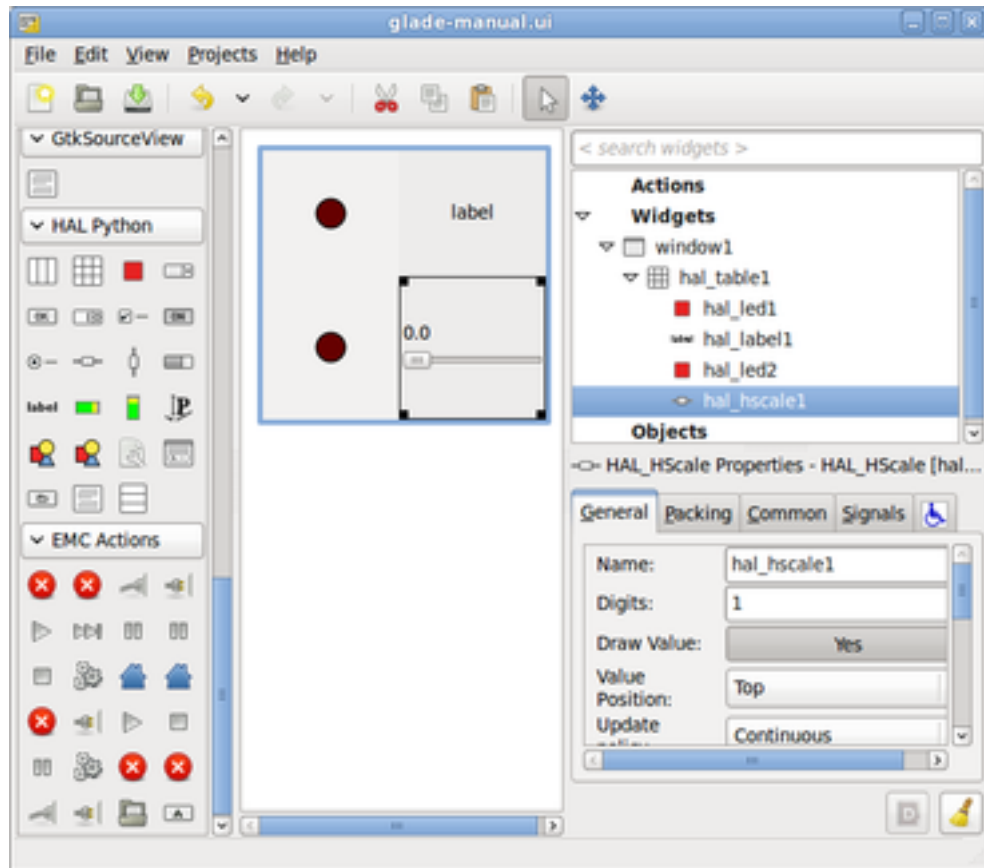 glade-manual.ui
File Edit View Projects Help
GtkSourceView
HAL Python
label
EMC Actions
label
0.0
< search widgets >
Actions
Widgets
window1
hal_table1
hal_led1
label hal_label1
hal_led2
hal_hscale1
Objects
HAL_HScale Properties - HAL_HScale [hal...
General Packing Common Signals
Name: hal_hscale1
Digits: 1
Draw Value: Yes
Value
Position: Top
Update
Continuous